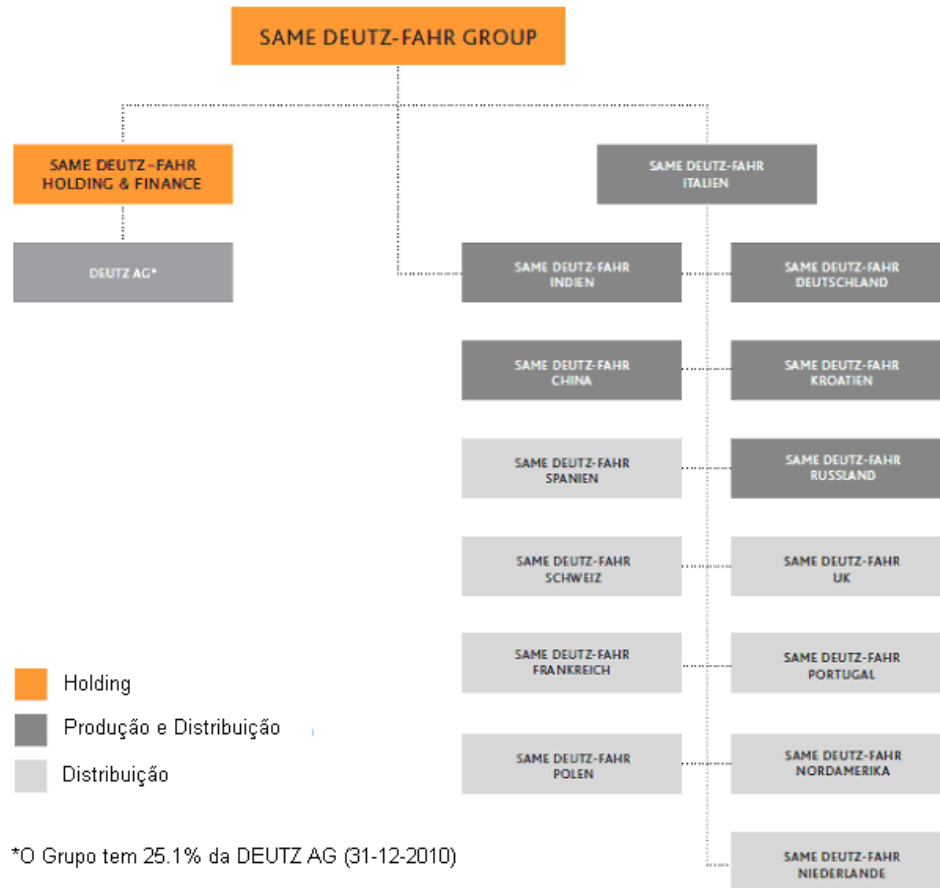 SAME DEUTZ-FAHR GROUP
SAME DEUTZ-FAHR
HOLDING & FINANCE
SAME DEUTZ-FAHR
ITALIEN
DEUTZ AG*
SAME DEUTZ-FAHR
INDIEN
SAME DEUTZ-FAHR
DEUTSCHLAND
SAME DEUTZ-FAHR
CHINA
SAME DEUTZ-FAHR
KROATIEN
SAME DEUTZ-FAHR
SPANIEN
SAME DEUTZ-FAHR
RUSSLAND
SAME DEUTZ-FAHR
SCHWEIZ
SAME DEUTZ-FAHR
UK
SAME DEUTZ-FAHR
FRANKREICH
SAME DEUTZ-FAHR
PORTUGAL
SAME DEUTZ-FAHR
POLEN
SAME DEUTZ-FAHR
NORDAMERIKA
SAME DEUTZ-FAHR
NIEDERLANDE
Holding
Produção e Distribuição
Distribuição
*O Grupo tem 25.1% da DEUTZ AG (31-12-2010)